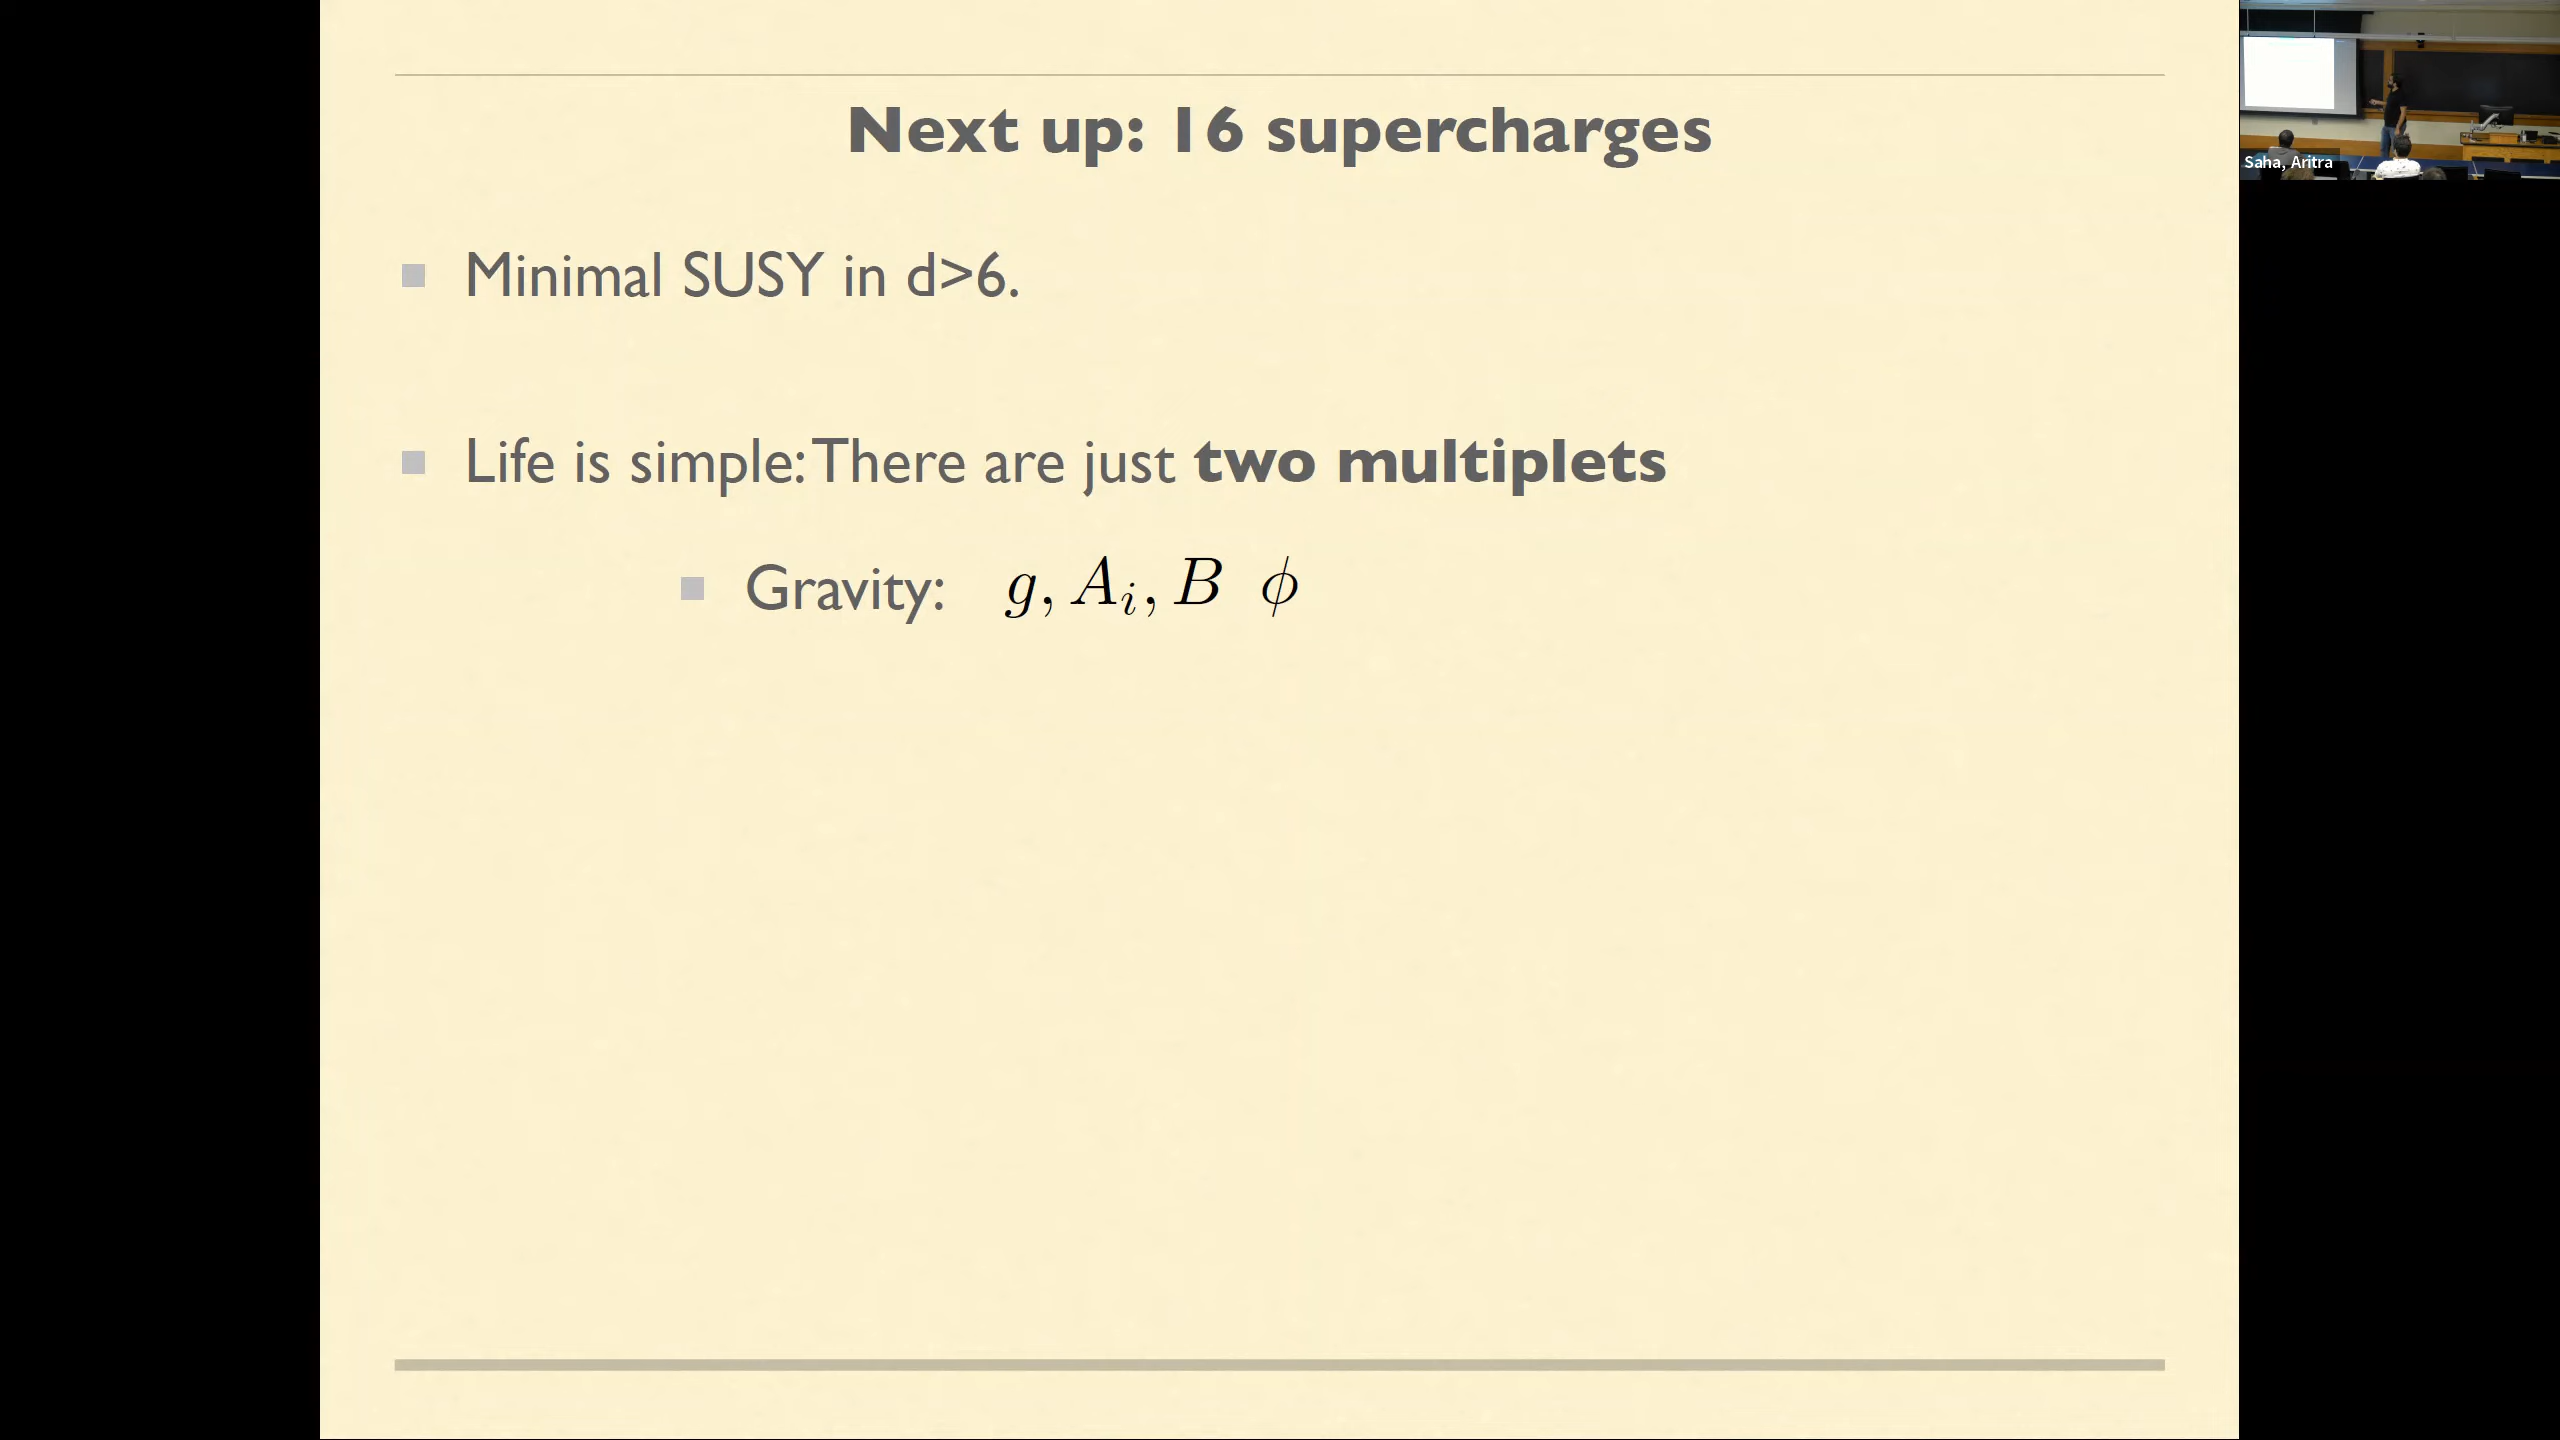 Next up: 16 supercharges
Saha, Aritra
Minimal SUSY in d>6.
Life is simple: There are just two multiplets
Gravity: g, A_i, B ϕ